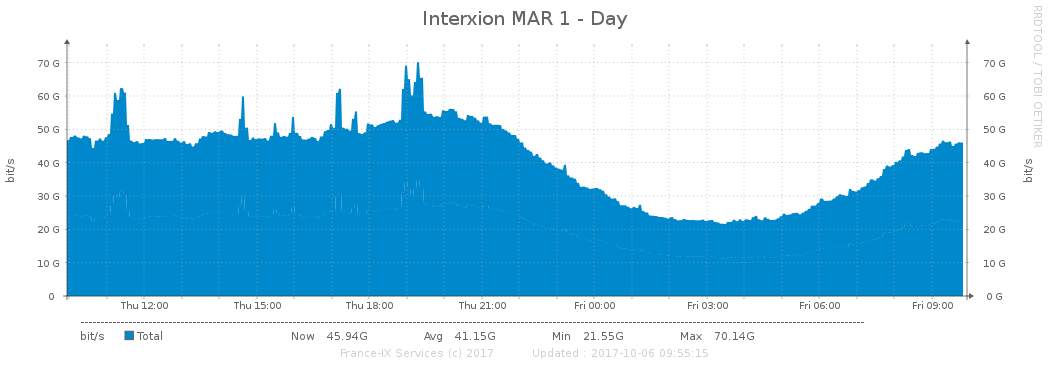 Interxion MAR 1 - Day
RRDTOOL / TOBI OETIKER
bit/s
70 G 70 G
60 G 60 G
50 G 50 G
40 G 40 G
30 G 30 G
20 G 20 G
10 G 10 G
0 0 G
bit/s
Thu 12:00 Thu 15:00 Thu 18:00 Thu 21:00 Fri 00:00 Fri 03:00 Fri 06:00 Fri 09:00
bit/s Total Now 45.94G Avg 41.15G Min 21.55G Max 70.14G
France-IX Services (c) 2017 Updated : 2017-10-06 09:55:15